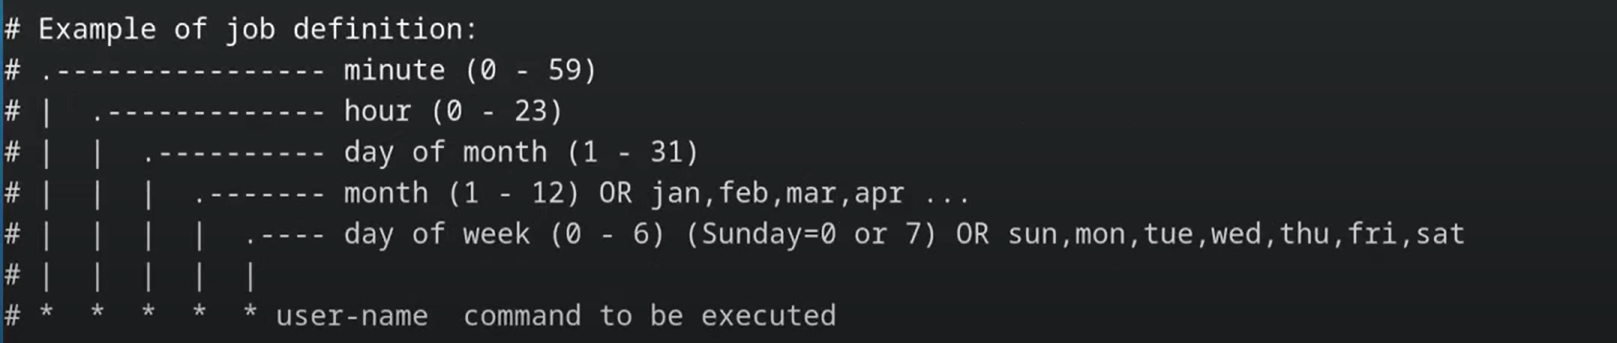 # Example of job definition:
# .---------------- minute (0 - 59)
# |  .------------- hour (0 - 23)
# |  |  .---------- day of month (1 - 31)
# |  |  |  .------- month (1 - 12) OR jan,feb,mar,apr ...
# |  |  |  |  .---- day of week (0 - 6) (Sunday=0 or 7) OR sun,mon,tue,wed,thu,fri,sat
# |  |  |  |  |
# *  *  *  *  * user-name  command to be executed